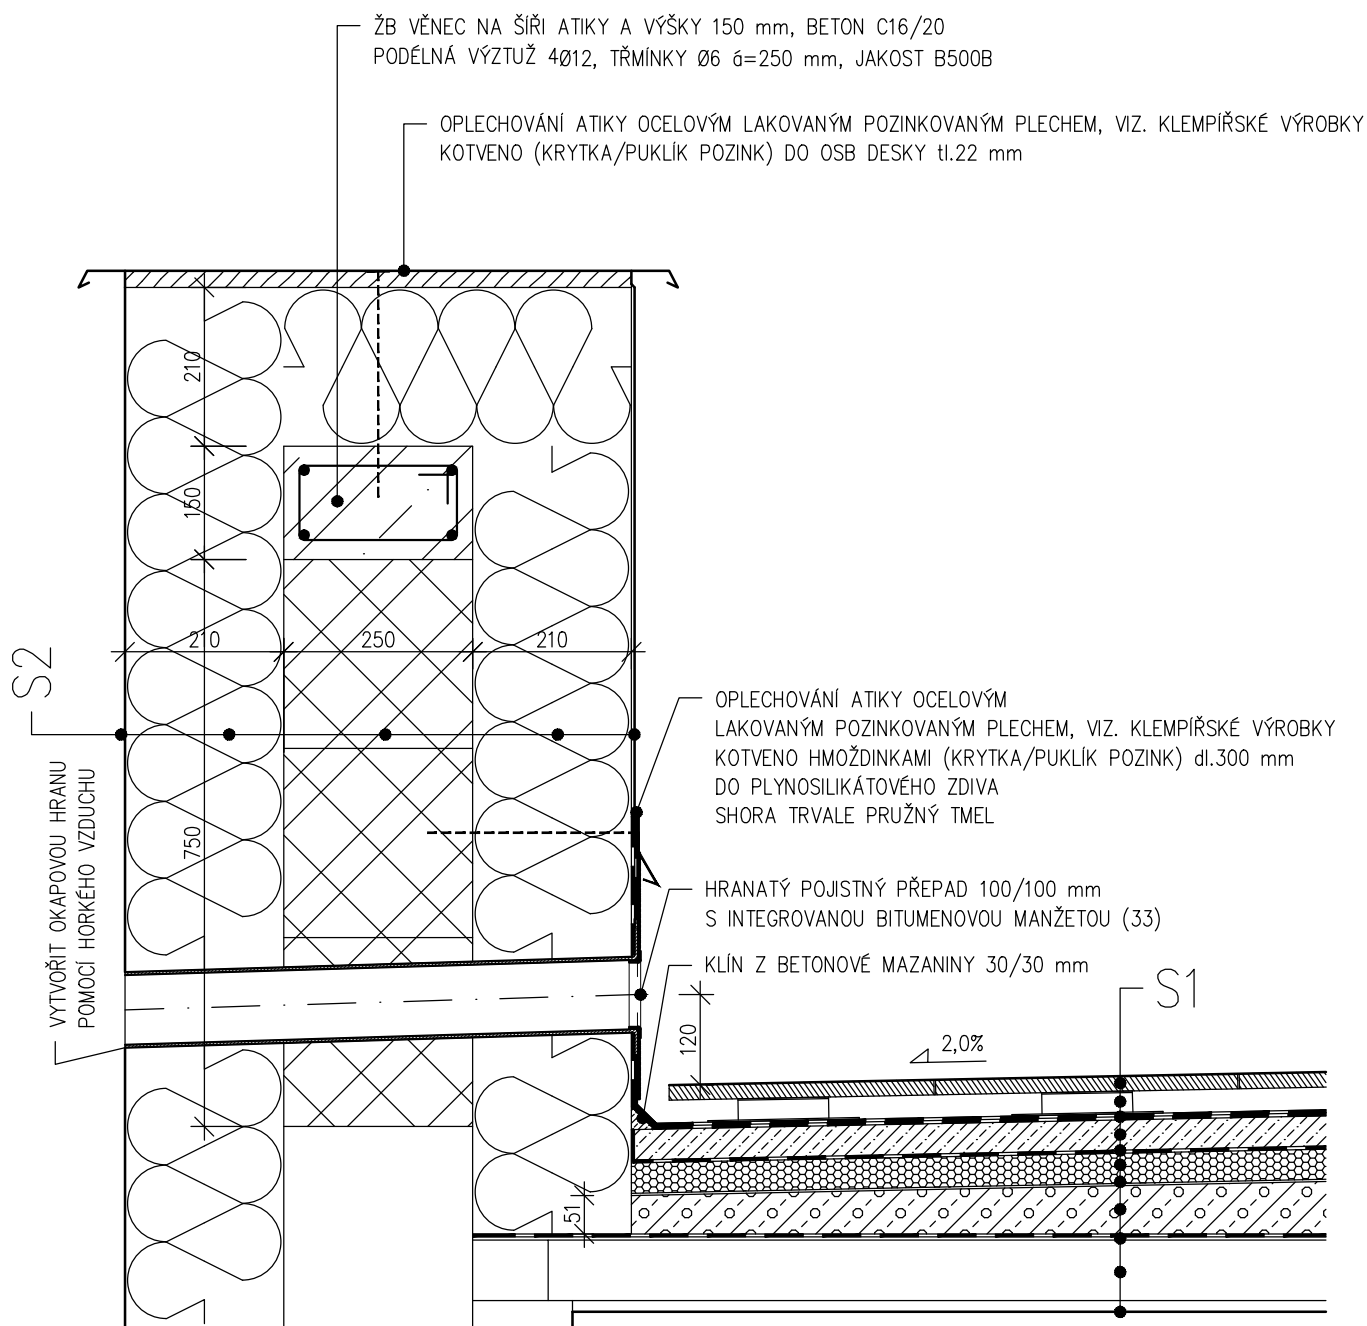 ŽB VĚNEC NA ŠÍŘI ATIKY A VÝŠKY 150 mm, BETON C16/20
PODÉLNÁ VÝZTUŽ 4Ø12, TŘMÍNKY Ø6 á=250 mm, JAKOST B500B
OPLECHOVÁNÍ ATIKY OCELOVÝM LAKOVANÝM POZINKOVANÝM PLECHEM, VIZ. KLEMPÍŘSKÉ VÝROBKY
KOTVENO (KRYTKA/PUKLÍK POZINK) DO OSB DESKY tl.22 mm
210
150
210
250
210
S2
OPLECHOVÁNÍ ATIKY OCELOVÝM
LAKOVANÝM POZINKOVANÝM PLECHEM, VIZ. KLEMPÍŘSKÉ VÝROBKY
KOTVENO HMOŽDINKAMI (KRYTKA/PUKLÍK POZINK) dl.300 mm
DO PLYNOSILIKÁTOVÉHO ZDIVA
SHORA TRVALE PRUŽNÝ TMEL
750
VYTVOŘIT OKAPOVOU HRANU
POMOCÍ HORKÉHO VZDUCHU
HRANATÝ POJISTNÝ PŘEPAD 100/100 mm
S INTEGROVANOU BITUMENOVOU MANŽETOU (33)
KLÍN Z BETONOVÉ MAZANINY 30/30 mm
S1
120
2,0%
51